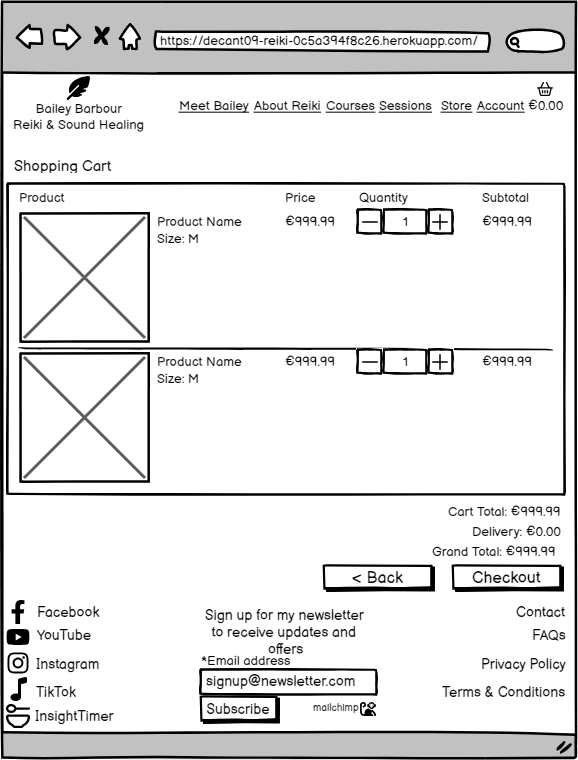 https://decant09-reiki-0c5a394f8c26.herokuapp.com/
Bailey Barbour
Reiki & Sound Healing
Meet Bailey About Reiki Courses Sessions Store Account €0.00
Shopping Cart
Product Price Quantity Subtotal
Product Name €999.99 1 €999.99
Size: M
Product Name €999.99 1 €999.99
Size: M
Cart Total: €999.99
Delivery: €0.00
Grand Total: €999.99
< Back Checkout
Facebook
YouTube
Instagram
TikTok
InsightTimer
Sign up for my newsletter
to receive updates and
offers
*Email address
signup@newsletter.com
Subscribe
mailchimp
Contact
FAQs
Privacy Policy
Terms & Conditions